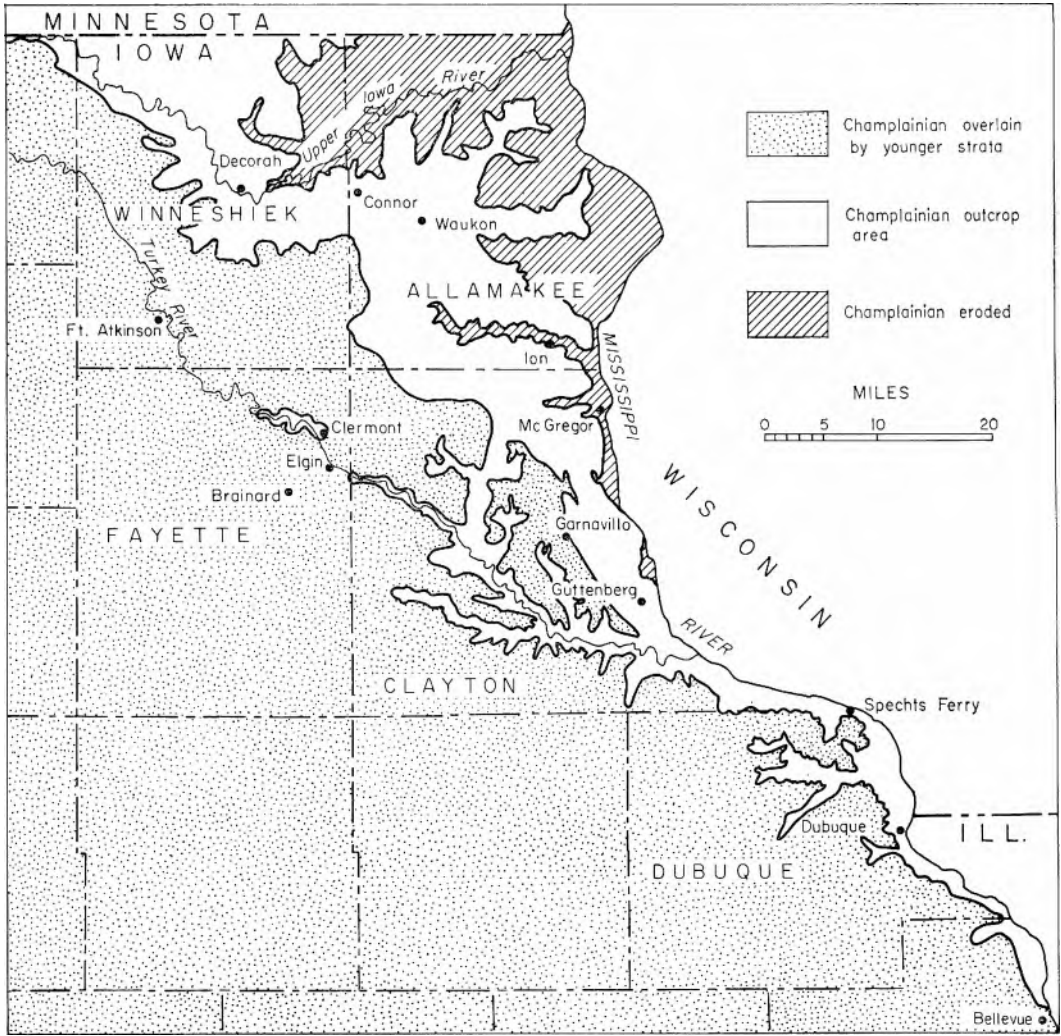 MINNESOTA
IOWA
Upper Iowa River
Decorah
WINNESHIEK
Connor
Waukon
Turkey River
ALLAMAKEE
Ft. Atkinson
Ion
MISSISSIPPI
Mc Gregor
Clermont
Elgin
Brainard
FAYETTE
Garnavillo
Guttenberg
WISCONSIN
RIVER
CLAYTON
Spechts Ferry
Dubuque
ILL.
DUBUQUE
Bellevue
Champlainian overlain
by younger strata
Champlainian outcrop
area
Champlainian eroded
MILES
0 5 10 20